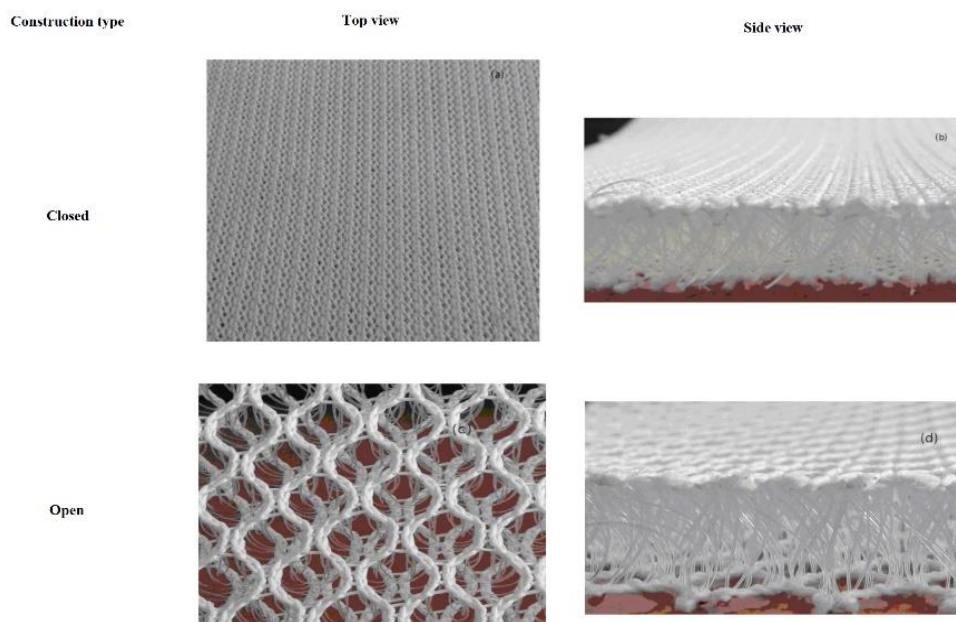 Construction type
Top view
Side view
(a)
(b)
Closed
(c)
(d)
Open